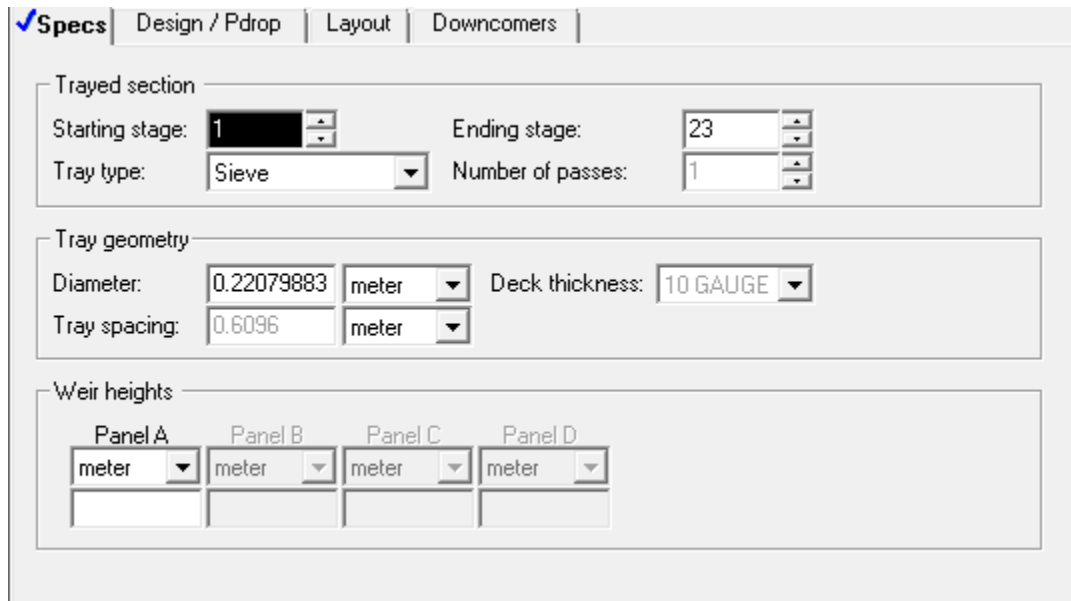 Specs Design / Pdrop Layout Downcomers
Trayed section
Starting stage: 1 Ending stage: 23
Tray type: Sieve Number of passes: 1
Tray geometry
Diameter: 0.22079883 meter Deck thickness: 10 GAUGE
Tray spacing: 0.6096 meter
Weir heights
Panel A Panel B Panel C Panel D
meter meter meter meter